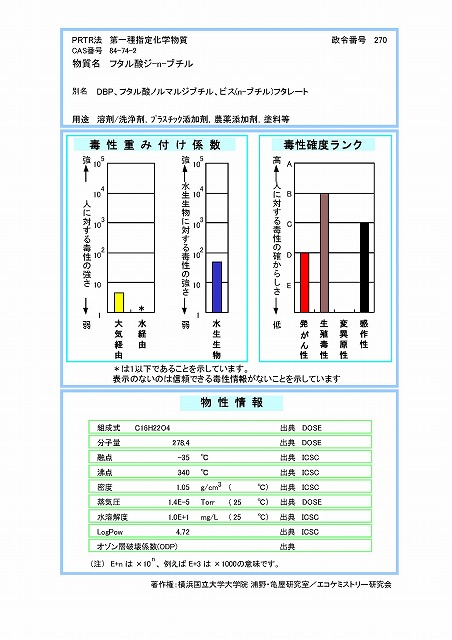 PRTR法 第一種指定化学物質 政令番号 270
CAS番号 84-74-2
物質名 フタル酸ジ-n-ブチル
別名 DBP、フタル酸ノルマルジブチル、ビス(n-ブチル)フタレート
用途 溶剤/洗浄剤, プラスチック添加剤, 農薬添加剤, 塗料等
毒性重み付け係数
強
人に対する毒性の強さ
弱
10^5
10^4
10^3
10^2
10
1
*
大気経由
水経由
強
水生生物に対する毒性の強さ
弱
10^5
10^4
10^3
10^2
10
1
水生生物
毒性確度ランク
高
人に対する毒性の確からしさ
低
A
B
C
D
E
発がん性
生殖毒性
変異原性
感作性
*は1以下であることを示しています。
表示のないのは信頼できる毒性情報がないことを示しています
物性情報
組成式 C16H22O4 出典 DOSE
分子量 278.4 出典 DOSE
融点 -35 ℃ 出典 ICSC
沸点 340 ℃ 出典 ICSC
密度 1.05 g/cm3 ( ℃) 出典 ICSC
蒸気圧 1.4E-5 Torr ( 25 ℃) 出典 DOSE
水溶解度 1.0E+1 mg/L ( 25 ℃) 出典 ICSC
LogPow 4.72 出典 ICSC
オゾン層破壊係数(ODP) 出典
(注) E+n は ×10^n、例えば E+3 は ×1000の意味です。
著作権:横浜国立大学大学院 浦野・亀屋研究室/エコケミストリー研究会